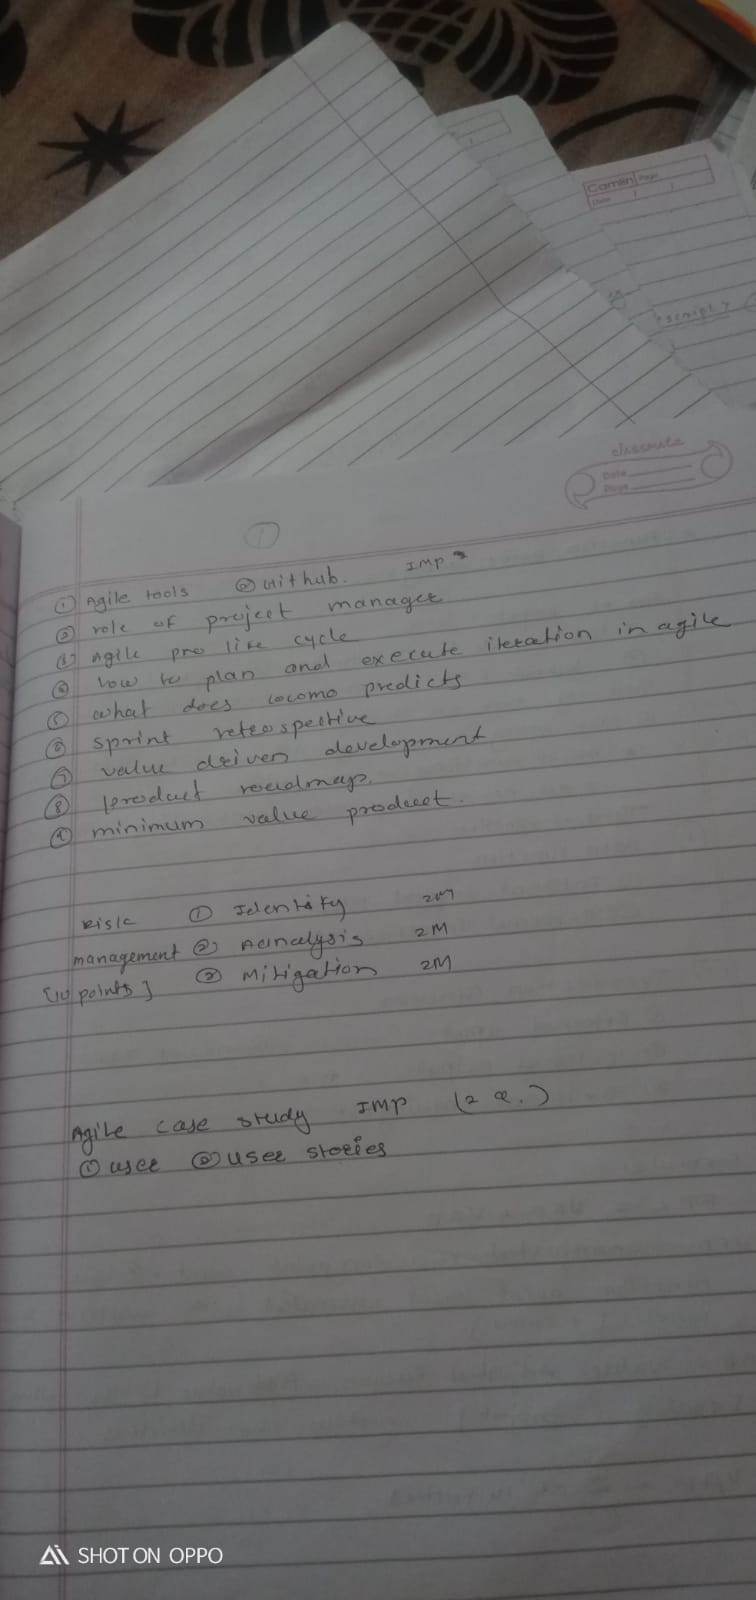 Camlin Page
Date / /
script ?
classmate
Date
Page
①
① Agile tools ② Github. IMP
② role of project manager
③ Agile pro life cycle
④ how to plan and execute iteration in agile
⑤ what does cocomo predicts
⑥ sprint reterospective
⑦ value driven development
⑧ product roadmap.
⑨ minimum value product.
Risk ① Identity 2M
management ② Aanalysis 2M
[10 points] ③ Mitigation 2M
Agile case study IMP (2 Q.)
① user ② user stories
SHOT ON OPPO